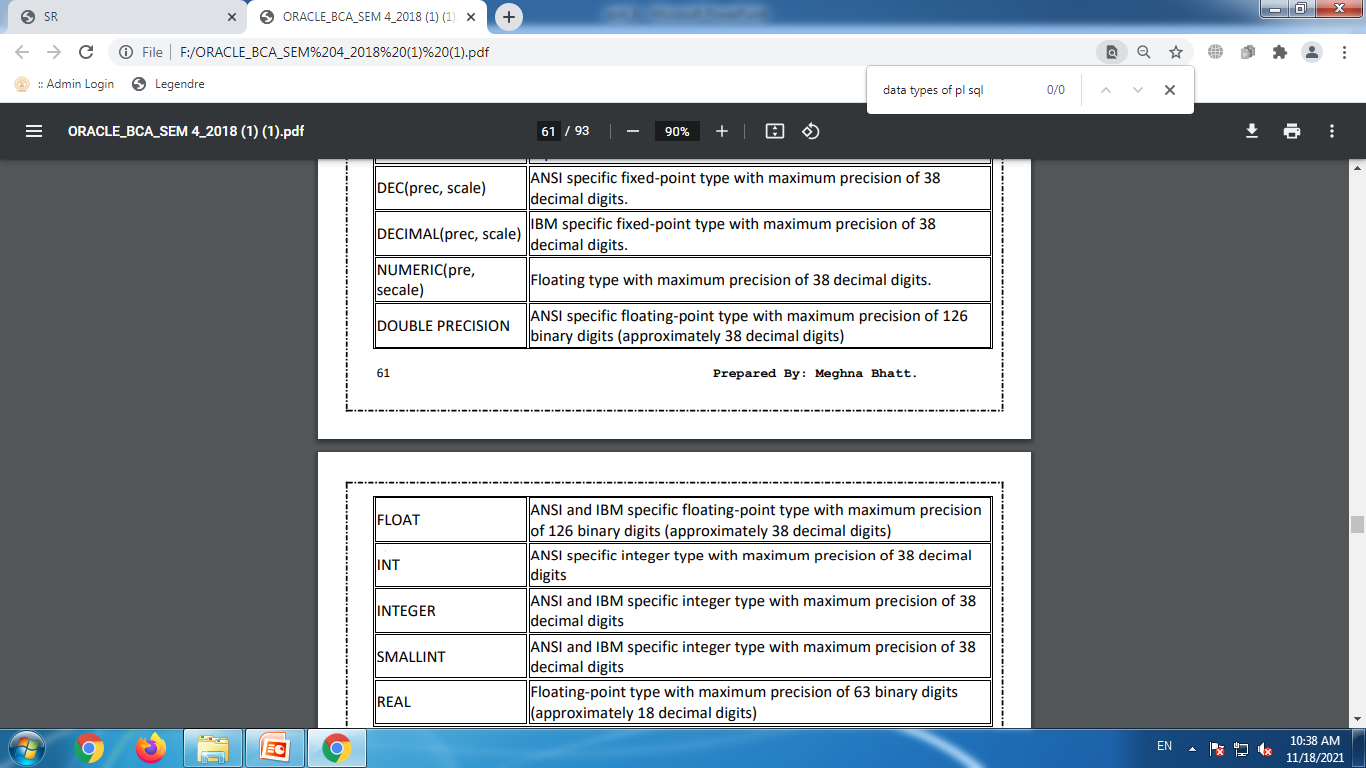 SR
ORACLE_BCA_SEM 4_2018 (1) (1)
File
F:/ORACLE_BCA_SEM%204_2018%20(1)%20(1).pdf
:: Admin Login
Legendre
data types of pl sql
0/0
ORACLE_BCA_SEM 4_2018 (1) (1).pdf
61 / 93
90%
DEC(prec, scale)
ANSI specific fixed-point type with maximum precision of 38
decimal digits.
DECIMAL(prec, scale)
IBM specific fixed-point type with maximum precision of 38
decimal digits.
NUMERIC(pre,
secale)
Floating type with maximum precision of 38 decimal digits.
DOUBLE PRECISION
ANSI specific floating-point type with maximum precision of 126
binary digits (approximately 38 decimal digits)
61
Prepared By: Meghna Bhatt.
FLOAT
ANSI and IBM specific floating-point type with maximum precision
of 126 binary digits (approximately 38 decimal digits)
INT
ANSI specific integer type with maximum precision of 38 decimal
digits
INTEGER
ANSI and IBM specific integer type with maximum precision of 38
decimal digits
SMALLINT
ANSI and IBM specific integer type with maximum precision of 38
decimal digits
REAL
Floating-point type with maximum precision of 63 binary digits
(approximately 18 decimal digits)
EN
10:38 AM
11/18/2021